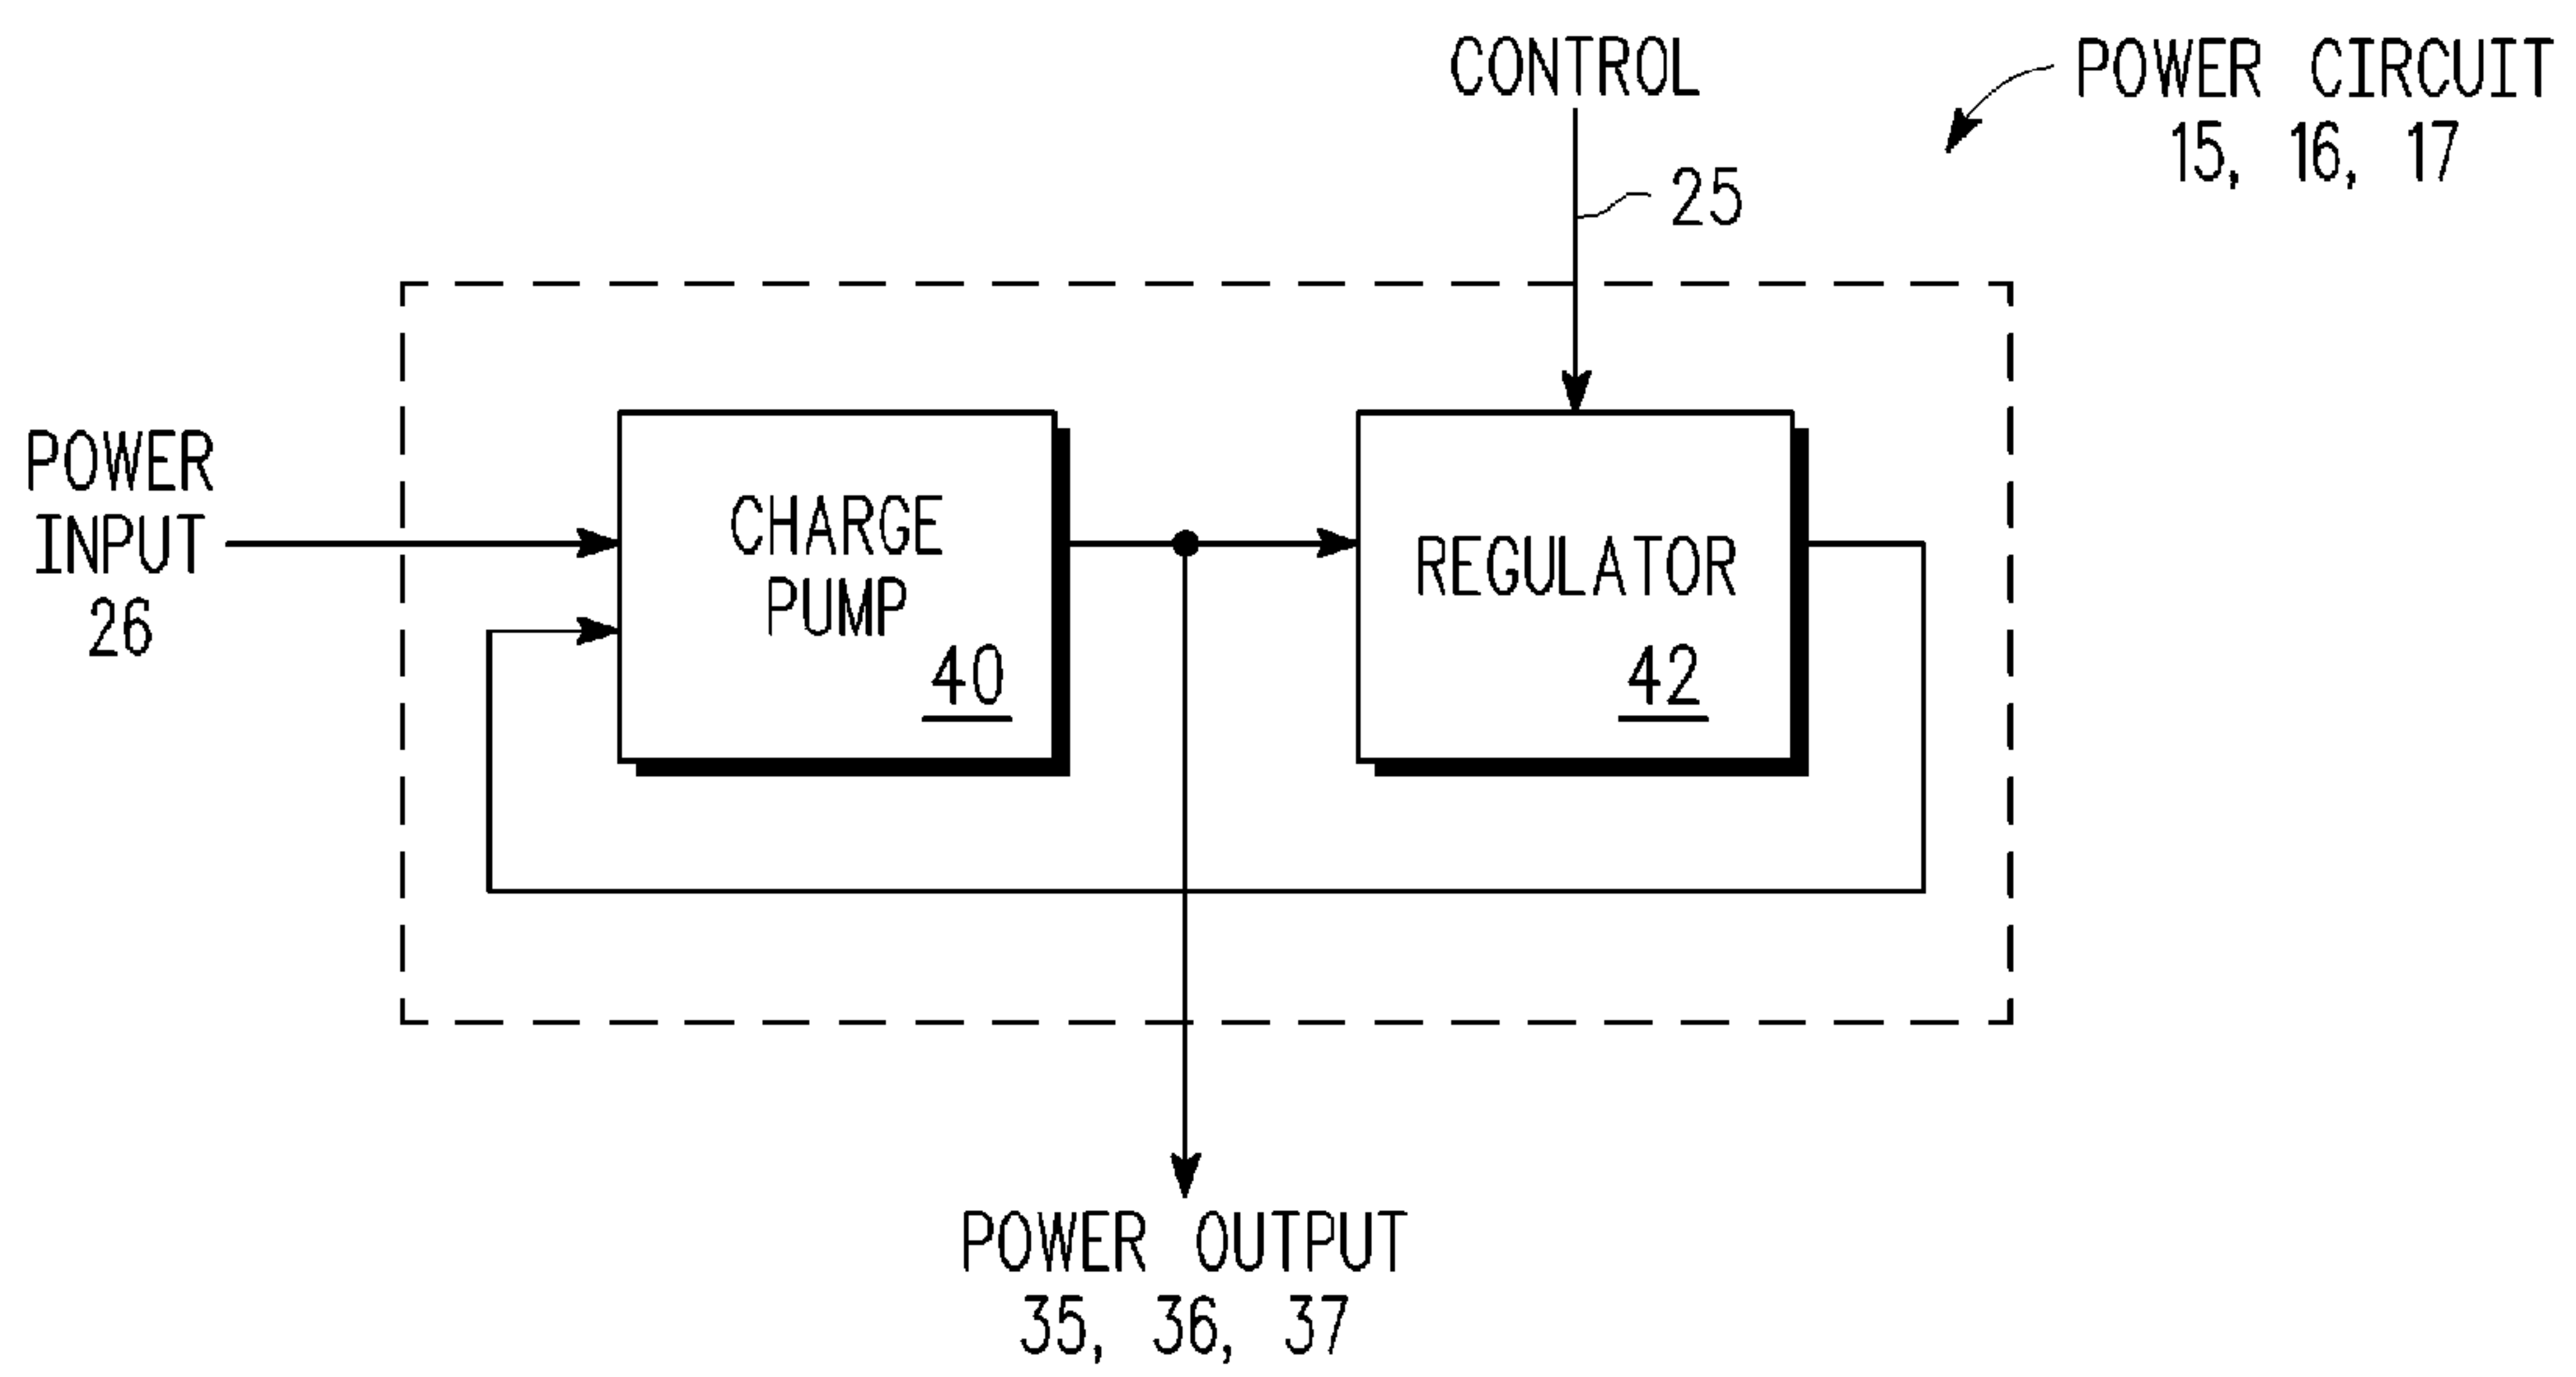 CONTROL
POWER CIRCUIT
15, 16, 17
25
POWER
INPUT
26
CHARGE
PUMP
40
REGULATOR
42
POWER OUTPUT
35, 36, 37